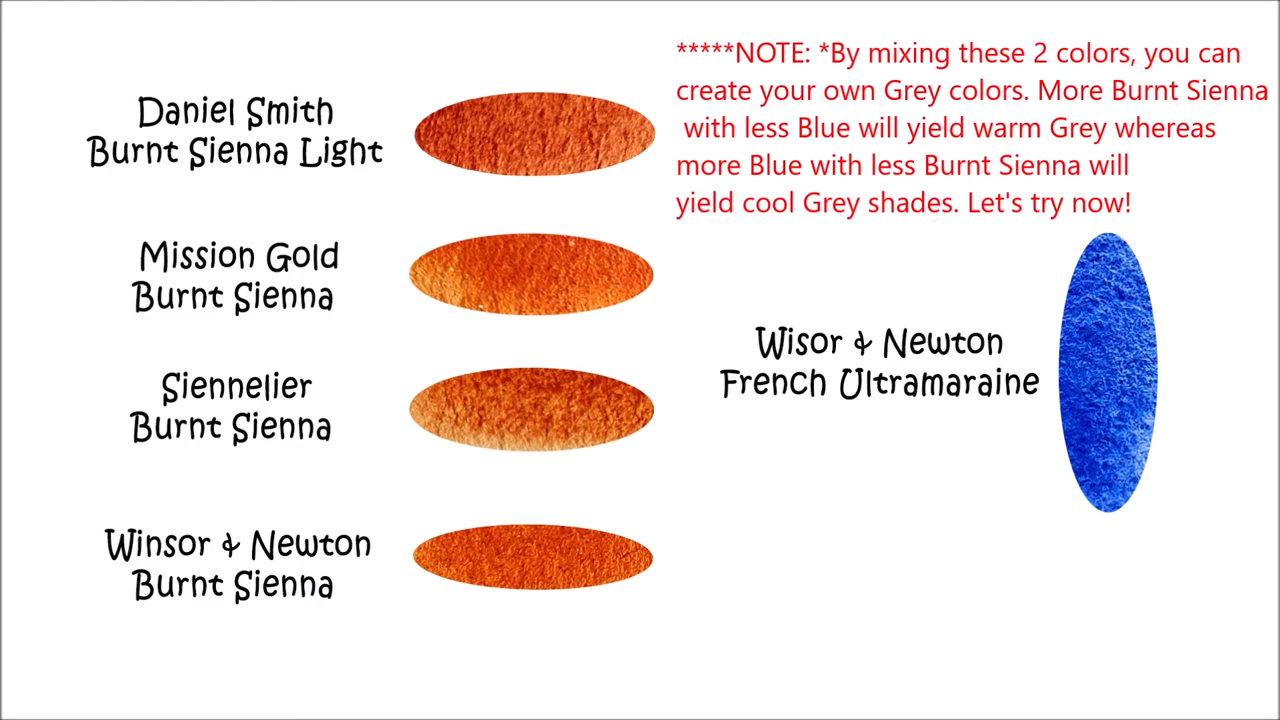 *****NOTE: *By mixing these 2 colors, you can
create your own Grey colors. More Burnt Sienna
with less Blue will yield warm Grey whereas
more Blue with less Burnt Sienna will
yield cool Grey shades. Let's try now!
Daniel Smith
Burnt Sienna Light
Mission Gold
Burnt Sienna
Siennelier
Burnt Sienna
Winsor & Newton
Burnt Sienna
Wisor & Newton
French Ultramaraine